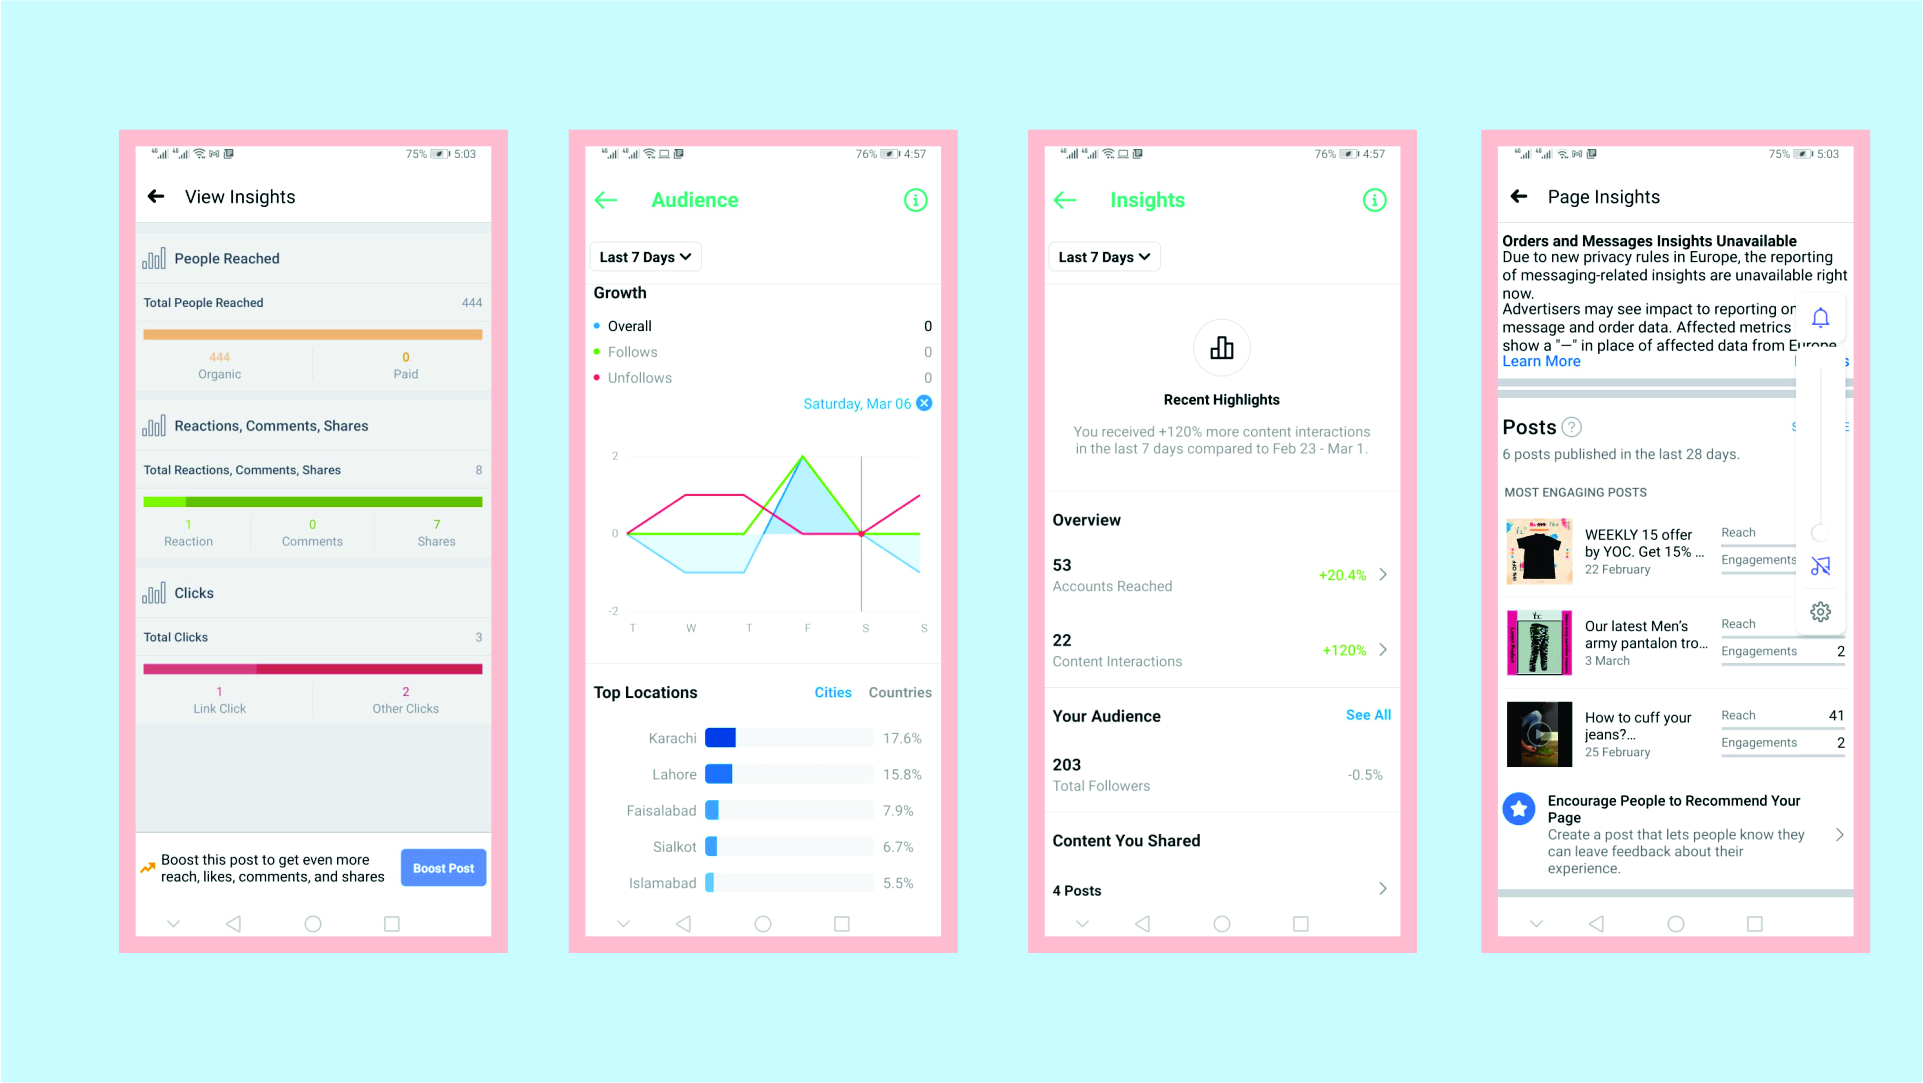 75% 5:03
View Insights
People Reached
Total People Reached 444
444 0
Organic Paid
Reactions, Comments, Shares
Total Reactions, Comments, Shares 8
1 0 7
Reaction Comments Shares
Clicks
Total Clicks 3
1 2
Link Click Other Clicks
Boost this post to get even more
reach, likes, comments, and shares
Boost Post
76% 4:57
Audience
Last 7 Days
Growth
Overall 0
Follows 0
Unfollows 0
Saturday, Mar 06
2
0
-2
T W T F S S
Top Locations Cities Countries
Karachi 17.6%
Lahore 15.8%
Faisalabad 7.9%
Sialkot 6.7%
Islamabad 5.5%
76% 4:57
Insights
Last 7 Days
Recent Highlights
You received +120% more content interactions
in the last 7 days compared to Feb 23 - Mar 1.
Overview
53
Accounts Reached +20.4%
22
Content Interactions +120%
Your Audience See All
203
Total Followers -0.5%
Content You Shared
4 Posts
75% 5:03
Page Insights
Orders and Messages Insights Unavailable
Due to new privacy rules in Europe, the reporting
of messaging-related insights are unavailable right
now.
Advertisers may see impact to reporting on
message and order data. Affected metrics
show a "—" in place of affected data from Europe
Learn More
Posts ?
6 posts published in the last 28 days.
MOST ENGAGING POSTS
WEEKLY 15 offer
by YOC. Get 15% ...
22 February
Reach
Engagements
Our latest Men's
army pantalon tro...
3 March
Reach
Engagements 2
How to cuff your
jeans?...
25 February
Reach 41
Engagements 2
Encourage People to Recommend Your
Page
Create a post that lets people know they
can leave feedback about their
experience.